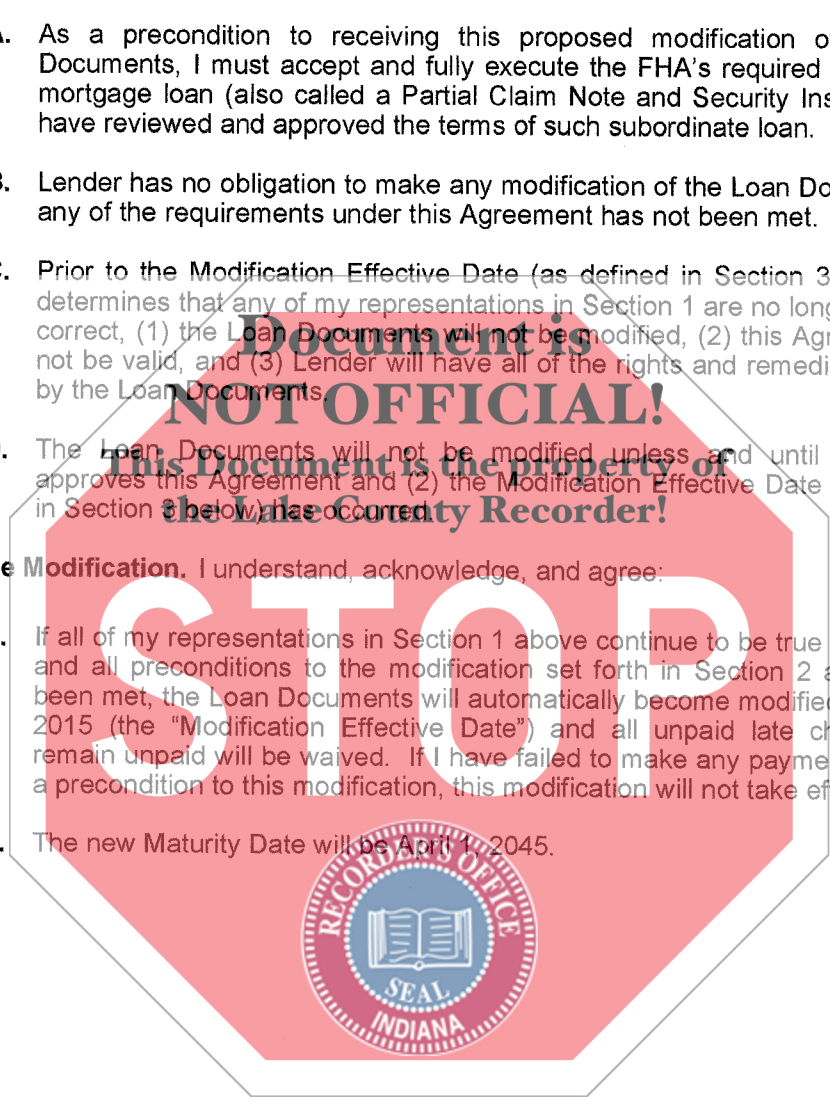 A. As a precondition to receiving this proposed modification o
Documents, I must accept and fully execute the FHA's required
mortgage loan (also called a Partial Claim Note and Security Ins
have reviewed and approved the terms of such subordinate loan.
B. Lender has no obligation to make any modification of the Loan Do
any of the requirements under this Agreement has not been met.
C. Prior to the Modification Effective Date (as defined in Section 3
determines that any of my representations in Section 1 are no long
correct, (1) the Loan Documents will not be modified, (2) this Agr
not be valid, and (3) Lender will have all of the rights and remedi
by the Loan Documents.
D. The Loan Documents will not be modified unless and until
approves this Agreement and (2) the Modification Effective Date
in Section 3 below) has occurred.
Document is
NOT OFFICIAL!
This Document is the property of
the Lake County Recorder!
e Modification. I understand, acknowledge, and agree:
If all of my representations in Section 1 above continue to be true
and all preconditions to the modification set forth in Section 2 a
been met, the Loan Documents will automatically become modified
2015 (the “Modification Effective Date”) and all unpaid late ch
remain unpaid will be waived. If I have failed to make any payme
a precondition to this modification, this modification will not take ef
STOP
The new Maturity Date will be April 1, 2045.
RECORDER'S OFFICE
SEAL
INDIANA